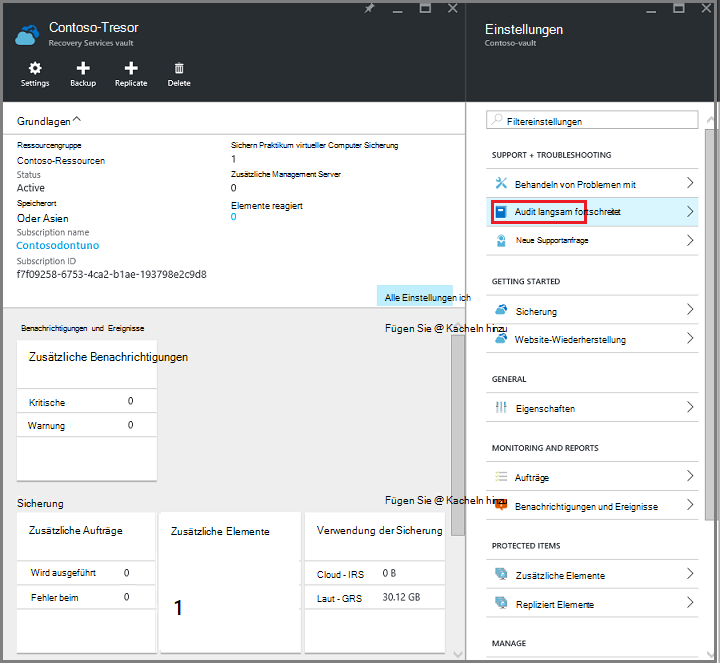 Contoso-Tresor
Recovery Services vault
Settings
Backup
Replicate
Delete
Grundlagen
Ressourcengruppe
Contoso-Ressourcen
Status
Active
Speicherort
Oder Asien
Subscription name
Contosodontuno
Subscription ID
f7f09258-6753-4ca2-b1ae-193798e2c9d8
Sichern Praktikum virtueller Computer Sicherung
1
Zusätzliche Management Server
0
Elemente reagiert
0
Alle Einstellungen ich
Benachrichtigungen und Ereignisse
Fügen Sie @ Kacheln hinzu
Zusätzliche Benachrichtigungen
Kritische 0
Warnung 0
Sicherung
Fügen Sie @ Kacheln hinzu
Zusätzliche Aufträge
Wird ausgeführt 0
Fehler beim 0
Zusätzliche Elemente
1
Verwendung der Sicherung
Cloud - IRS 0 B
Laut - GRS 30,12 GB
Einstellungen
Contoso-vault
Filtereinstellungen
SUPPORT + TROUBLESHOOTING
Behandeln von Problemen mit
Audit langsam fortschreitet
Neue Supportanfrage
GETTING STARTED
Sicherung
Website-Wiederherstellung
GENERAL
Eigenschaften
MONITORING AND REPORTS
Aufträge
Benachrichtigungen und Ereignisse
PROTECTED ITEMS
Zusätzliche Elemente
Repliziert Elemente
MANAGE